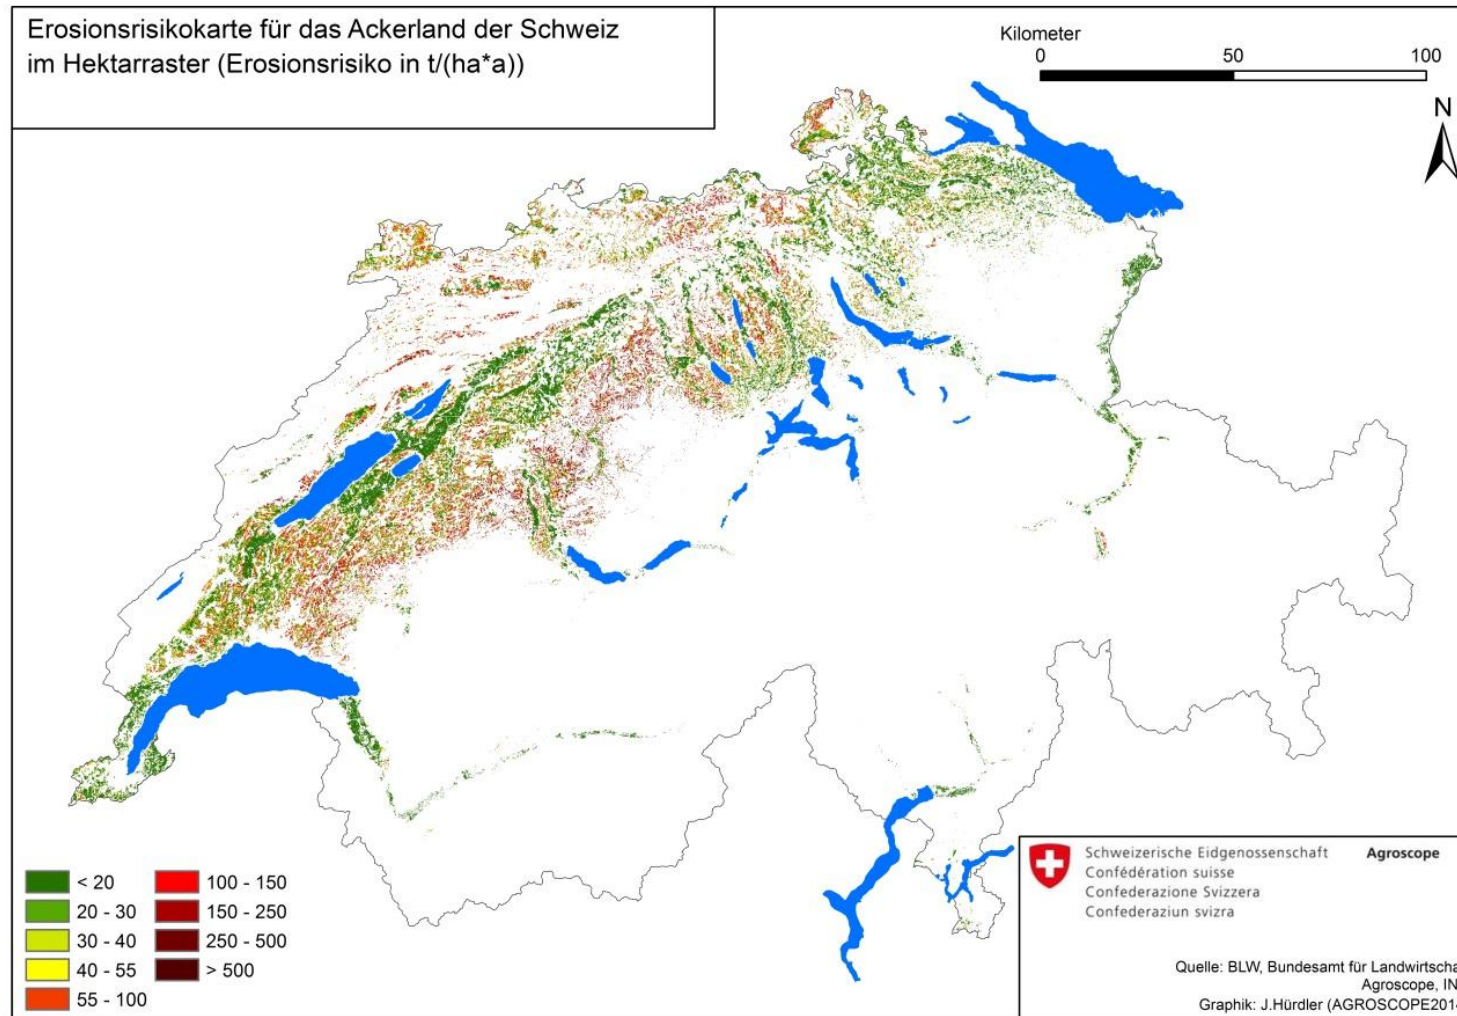 Erosionsrisikokarte für das Ackerland der Schweiz
im Hektarraster (Erosionsrisiko in t/(ha*a))
Kilometer
0 50 100
N
< 20
20 - 30
30 - 40
40 - 55
55 - 100
100 - 150
150 - 250
250 - 500
> 500
Schweizerische Eidgenossenschaft
Confédération suisse
Confederazione Svizzera
Confederaziun svizra
Agroscope
Quelle: BLW, Bundesamt für Landwirtscha
Agroscope, IN
Graphik: J.Hürdler (AGROSCOPE201